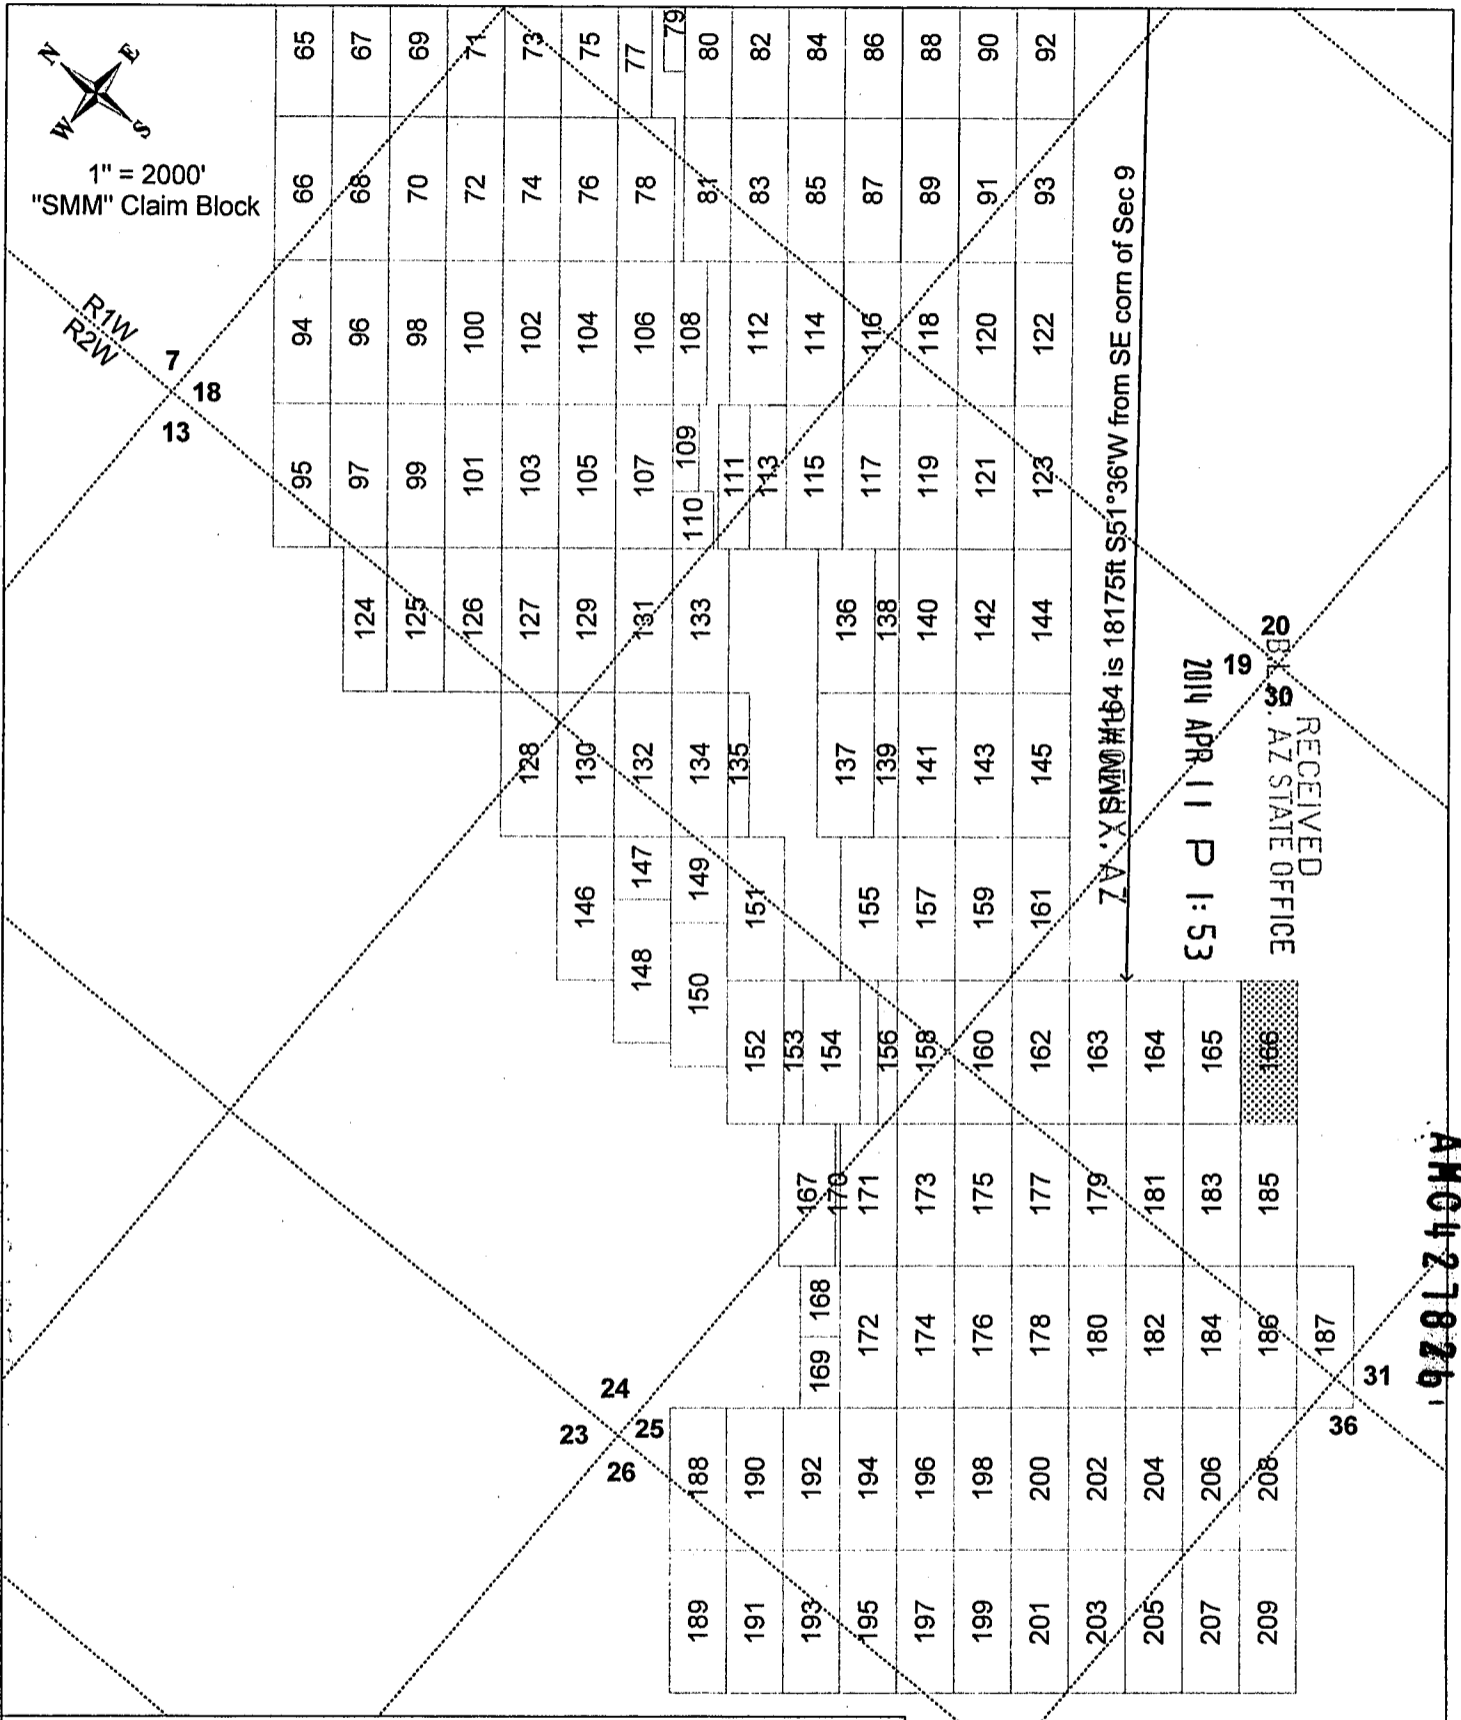 N E
W S
1" = 2000'
"SMM" Claim Block
65 67 69 71 73 75 77 79 80 82 84 86 88 90 92
66 68 70 72 74 76 78 81 83 85 87 89 91 93
R1W
R2W
7
18
13
94 96 98 100 102 104 106 108 112 114 116 118 120 122
95 97 99 101 103 105 107 109 110 111 113 115 117 119 121 123
124 125 126 127 129 131 133 136 138 140 142 144
128 130 132 134 135 137 139 141 143 145
146 147 148 149 150 151 155 157 159 161
152 153 154 156 158 160 162 163 164 165 166
167 170 171 173 175 177 179 181 183 185
168 169 172 174 176 178 180 182 184 186 187
188 190 192 194 196 198 200 202 204 206 208
189 191 193 195 197 199 201 203 205 207 209
SMM #164 is 18175ft S51°36'W from SE corn of Sec 9
20
19
30
RECEIVED
AZ STATE OFFICE
2014 APR 11 P 1:53
AZ
AMC427826
24
23 25
26
31
36